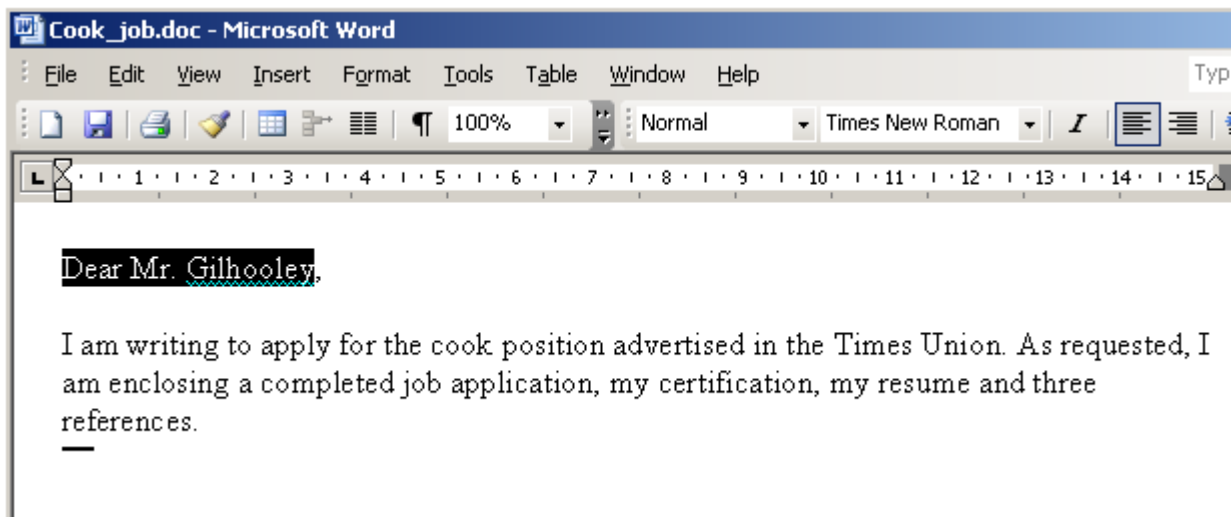 Cook_job.doc - Microsoft Word
File Edit View Insert Format Tools Table Window Help Typ
100% Normal Times New Roman I
L 1 2 3 4 5 6 7 8 9 10 11 12 13 14 15
Dear Mr. Gilhooley,
I am writing to apply for the cook position advertised in the Times Union. As requested, I
am enclosing a completed job application, my certification, my resume and three
references.